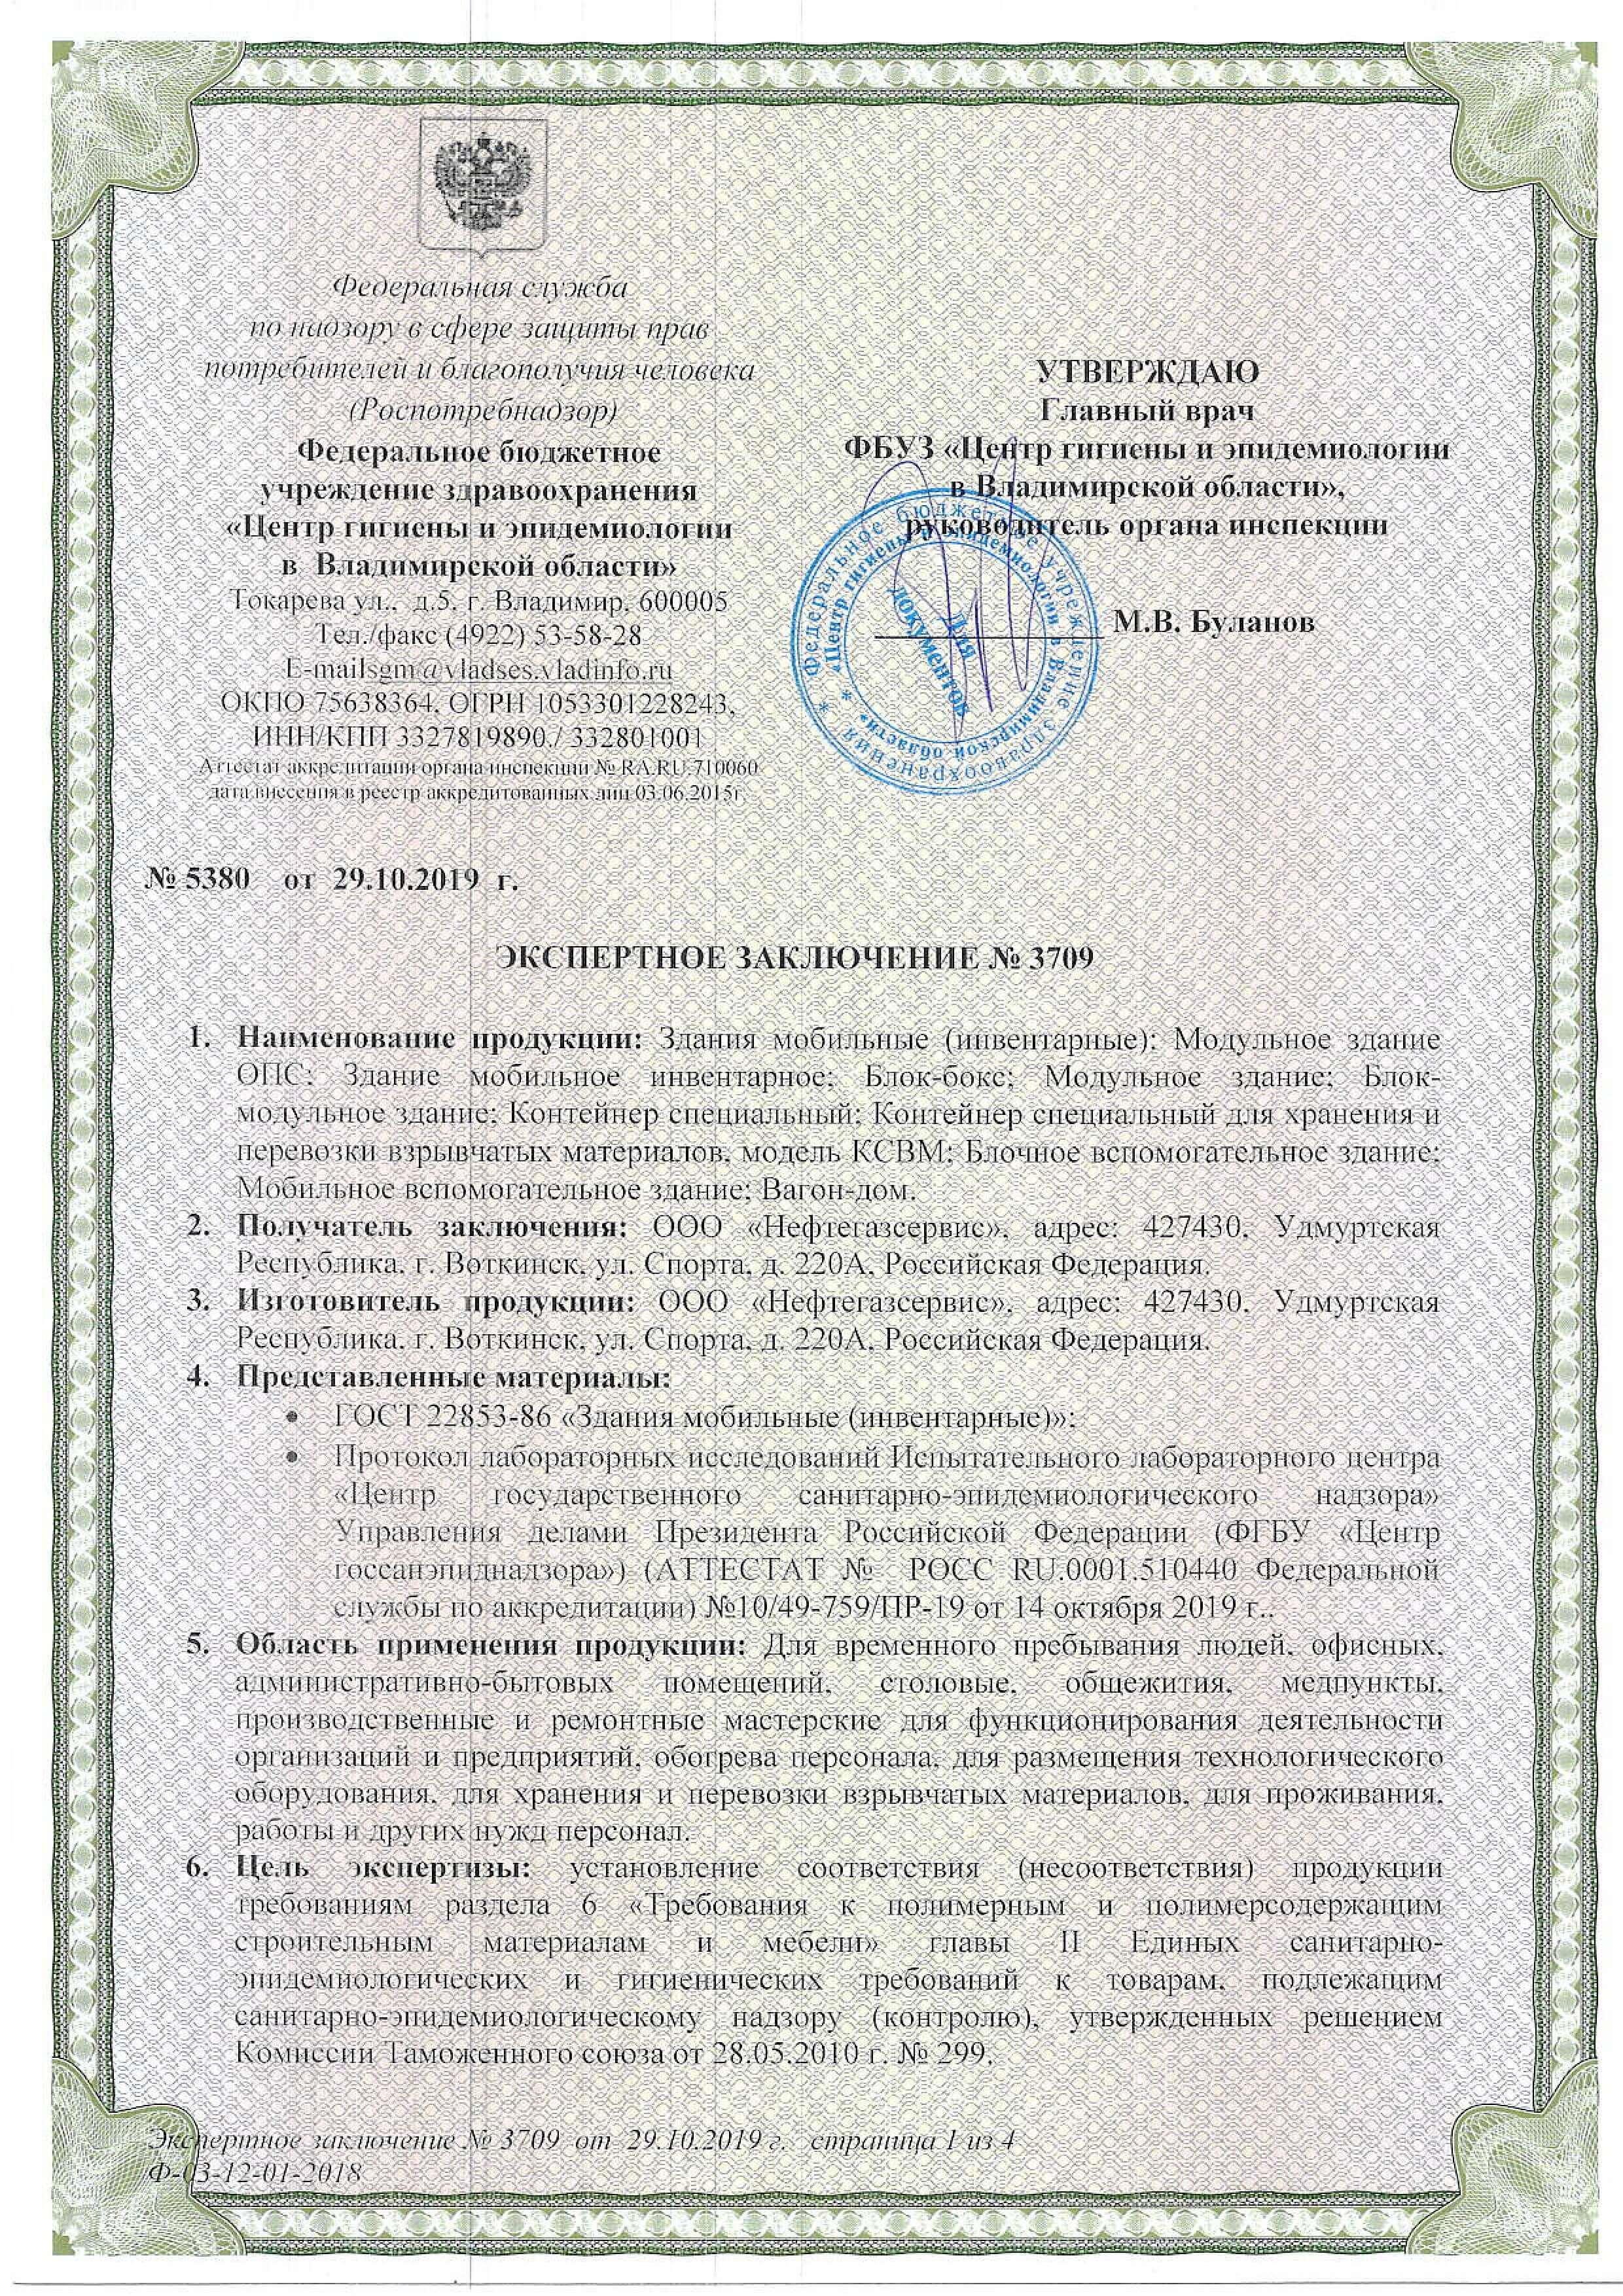 Федеральная служба
по надзору в сфере защиты прав
потребителей и благополучия человека
(Роспотребнадзор)
Федеральное бюджетное
учреждение здравоохранения
«Центр гигиены и эпидемиологии
в Владимирской области»
Токарева ул., д.5, г. Владимир, 600005
Тел./факс (4922) 53-58-28
E-mailsgm@vladses.vladinfo.ru
ОКПО 75638364, ОГРН 1053301228243,
ИНН/КПП 3327819890./ 332801001
Аттестат аккредитации органа инспекции № RA.RU.710060
дата внесения в реестр аккредитованных лиц 03.06.2015г
УТВЕРЖДАЮ
Главный врач
ФБУЗ «Центр гигиены и эпидемиологии
в Владимирской области»,
руководитель органа инспекции
М.В. Буланов
* Федеральное бюджетное учреждение здравоохранения
* «Центр гигиены и эпидемиологии в Владимирской области»
Для
документов
№ 5380 от 29.10.2019 г.
ЭКСПЕРТНОЕ ЗАКЛЮЧЕНИЕ № 3709
1. Наименование продукции: Здания мобильные (инвентарные): Модульное здание
ОПС; Здание мобильное инвентарное; Блок-бокс; Модульное здание; Блок-
модульное здание; Контейнер специальный; Контейнер специальный для хранения и
перевозки взрывчатых материалов, модель КСВМ; Блочное вспомогательное здание;
Мобильное вспомогательное здание; Вагон-дом.
2. Получатель заключения: ООО «Нефтегазсервис», адрес: 427430, Удмуртская
Республика, г. Воткинск, ул. Спорта, д. 220А, Российская Федерация.
3. Изготовитель продукции: ООО «Нефтегазсервис», адрес: 427430, Удмуртская
Республика, г. Воткинск, ул. Спорта, д. 220А, Российская Федерация.
4. Представленные материалы:
• ГОСТ 22853-86 «Здания мобильные (инвентарные)»;
• Протокол лабораторных исследований Испытательного лабораторного центра
«Центр государственного санитарно-эпидемиологического надзора»
Управления делами Президента Российской Федерации (ФГБУ «Центр
госсанэпиднадзора») (АТТЕСТАТ № РОСС RU.0001.510440 Федеральной
службы по аккредитации) №10/49-759/ПР-19 от 14 октября 2019 г..
5. Область применения продукции: Для временного пребывания людей, офисных,
административно-бытовых помещений, столовые, общежития, медпункты,
производственные и ремонтные мастерские для функционирования деятельности
организаций и предприятий, обогрева персонала, для размещения технологического
оборудования, для хранения и перевозки взрывчатых материалов, для проживания,
работы и других нужд персонал.
6. Цель экспертизы: установление соответствия (несоответствия) продукции
требованиям раздела 6 «Требования к полимерным и полимерсодержащим
строительным материалам и мебели» главы II Единых санитарно-
эпидемиологических и гигиенических требований к товарам, подлежащим
санитарно-эпидемиологическому надзору (контролю), утвержденных решением
Комиссии Таможенного союза от 28.05.2010 г. № 299.
Экспертное заключение № 3709 от 29.10.2019 г. страница 1 из 4
Ф-03-12-01-2018